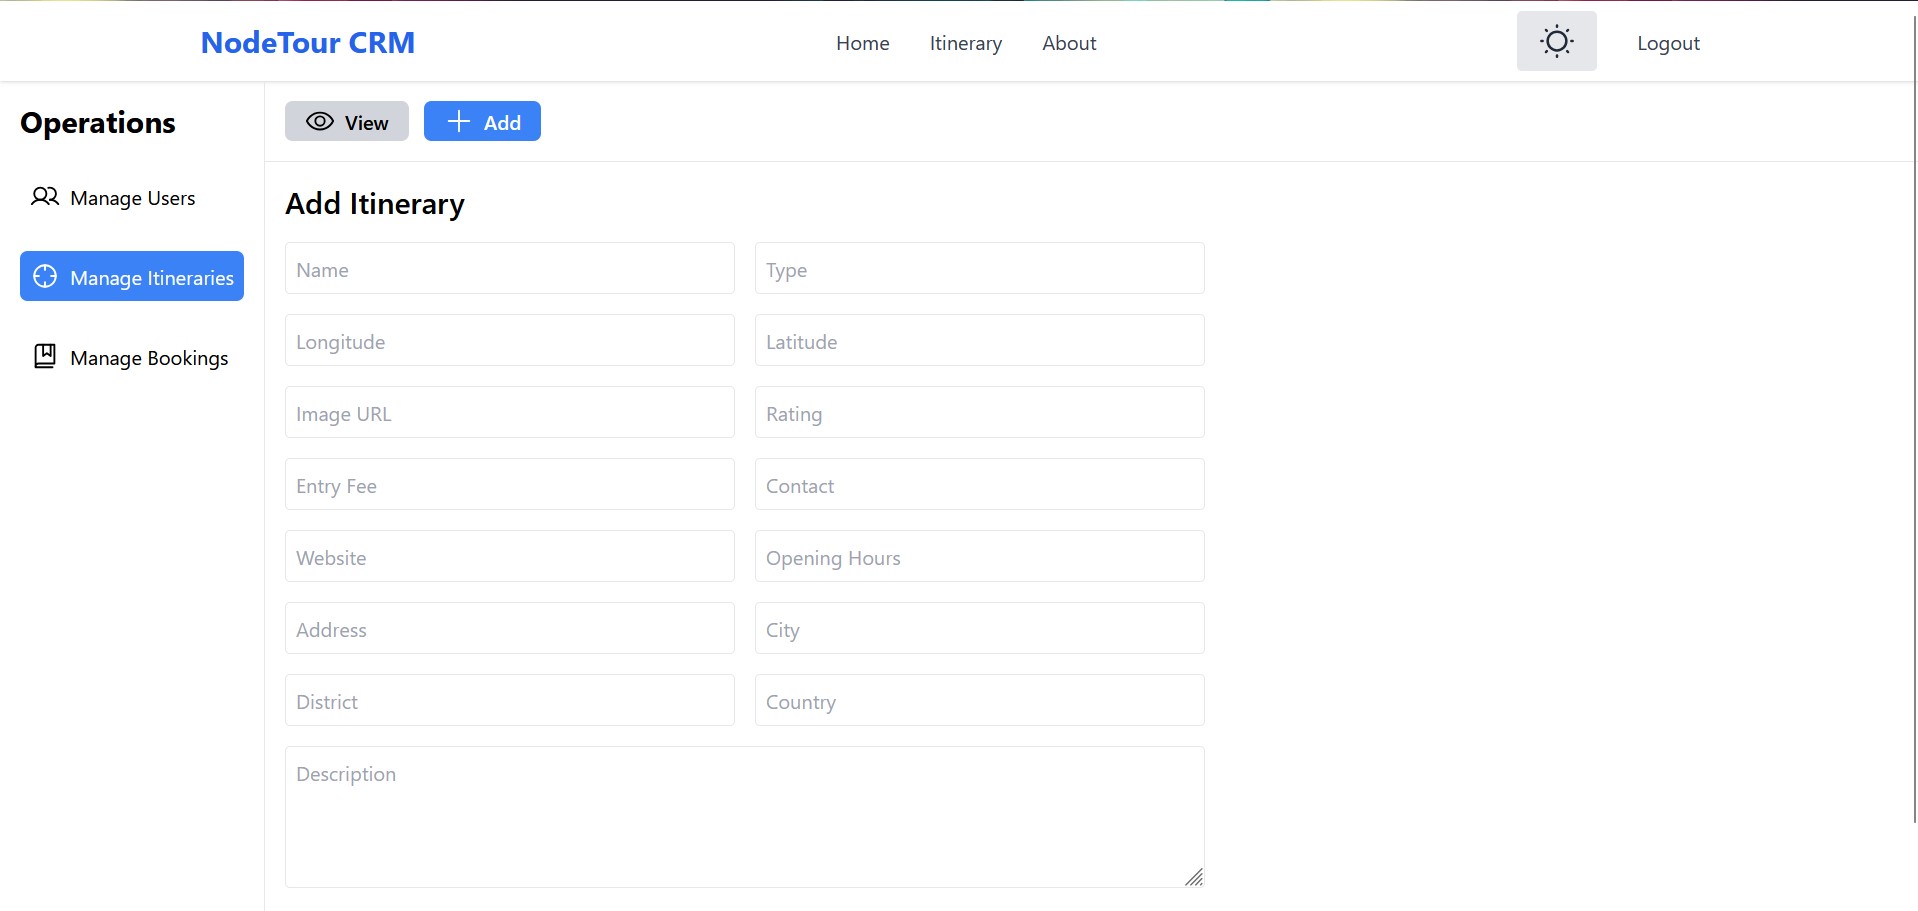 NodeTour CRM
Home Itinerary About
Logout
Operations
Manage Users
Manage Itineraries
Manage Bookings
View Add
Add Itinerary
Name Type
Longitude Latitude
Image URL Rating
Entry Fee Contact
Website Opening Hours
Address City
District Country
Description